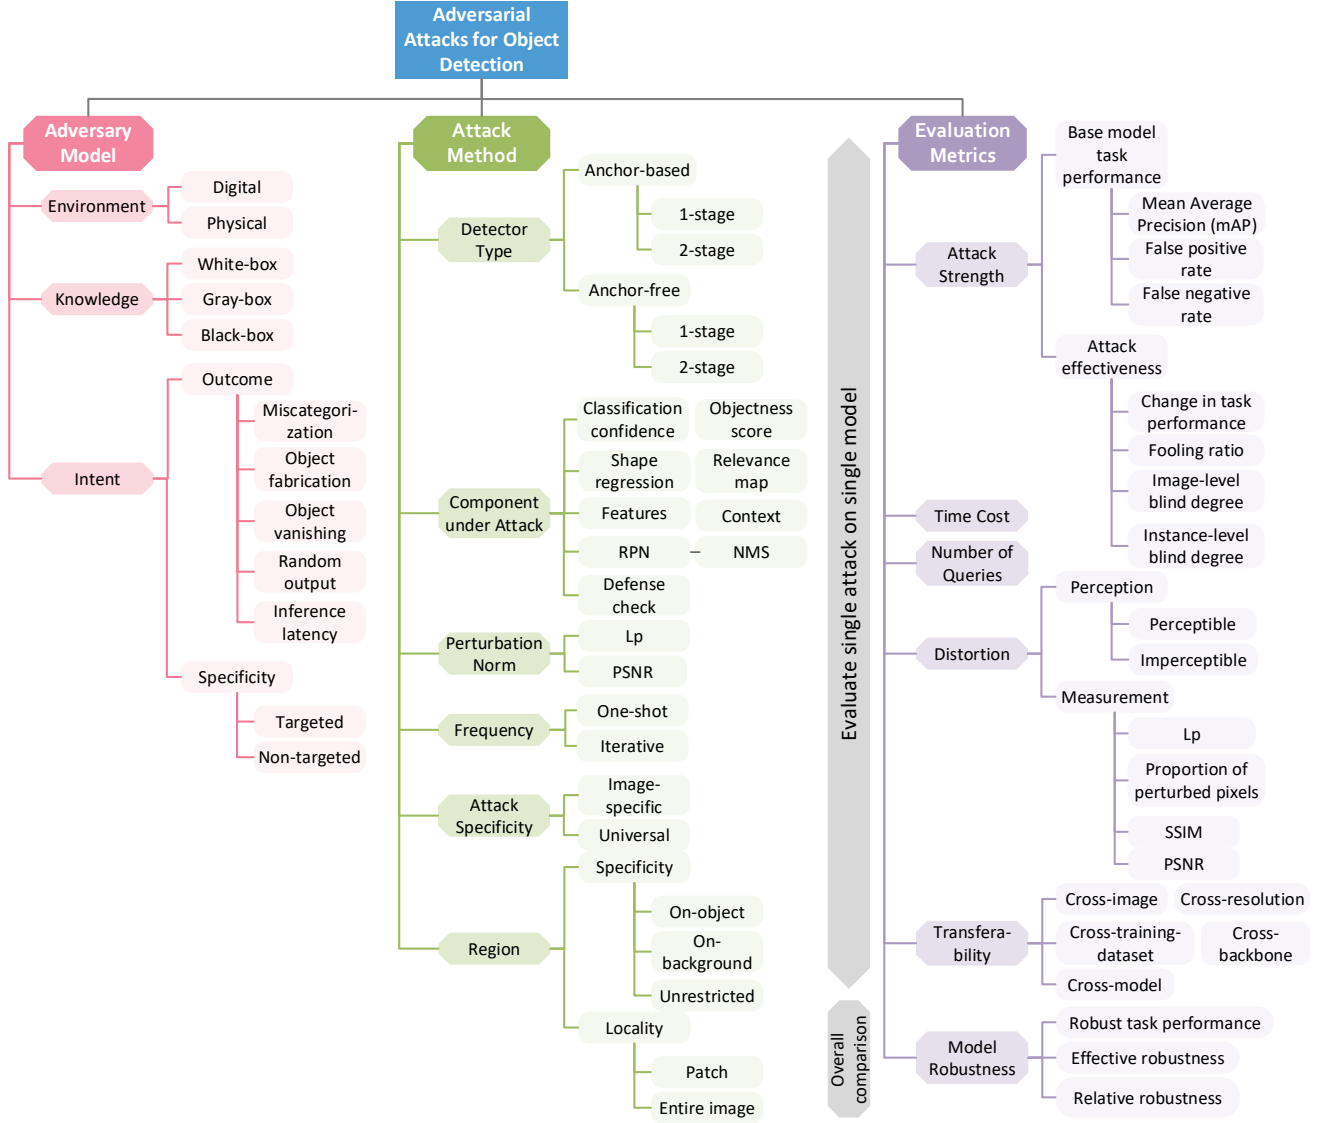 Adversarial
Attacks for Object
Detection
Adversary
Model
Environment
Digital
Physical
Knowledge
White-box
Gray-box
Black-box
Intent
Outcome
Miscategori-
zation
Object
fabrication
Object
vanishing
Random
output
Inference
latency
Specificity
Targeted
Non-targeted
Attack
Method
Detector
Type
Anchor-based
1-stage
2-stage
Anchor-free
1-stage
2-stage
Component
under Attack
Classification
confidence
Objectness
score
Shape
regression
Relevance
map
Features
Context
RPN
–
NMS
Defense
check
Perturbation
Norm
Lp
PSNR
Frequency
One-shot
Iterative
Attack
Specificity
Image-
specific
Universal
Region
Specificity
On-object
On-
background
Unrestricted
Locality
Patch
Entire image
Evaluate single attack on single model
Overall
comparison
Evaluation
Metrics
Attack
Strength
Base model
task
performance
Mean Average
Precision (mAP)
False positive
rate
False negative
rate
Attack
effectiveness
Change in task
performance
Fooling ratio
Image-level
blind degree
Instance-level
blind degree
Time Cost
Number of
Queries
Distortion
Perception
Perceptible
Imperceptible
Measurement
Lp
Proportion of
perturbed pixels
SSIM
PSNR
Transfera-
bility
Cross-image
Cross-resolution
Cross-training-
dataset
Cross-
backbone
Cross-model
Model
Robustness
Robust task performance
Effective robustness
Relative robustness